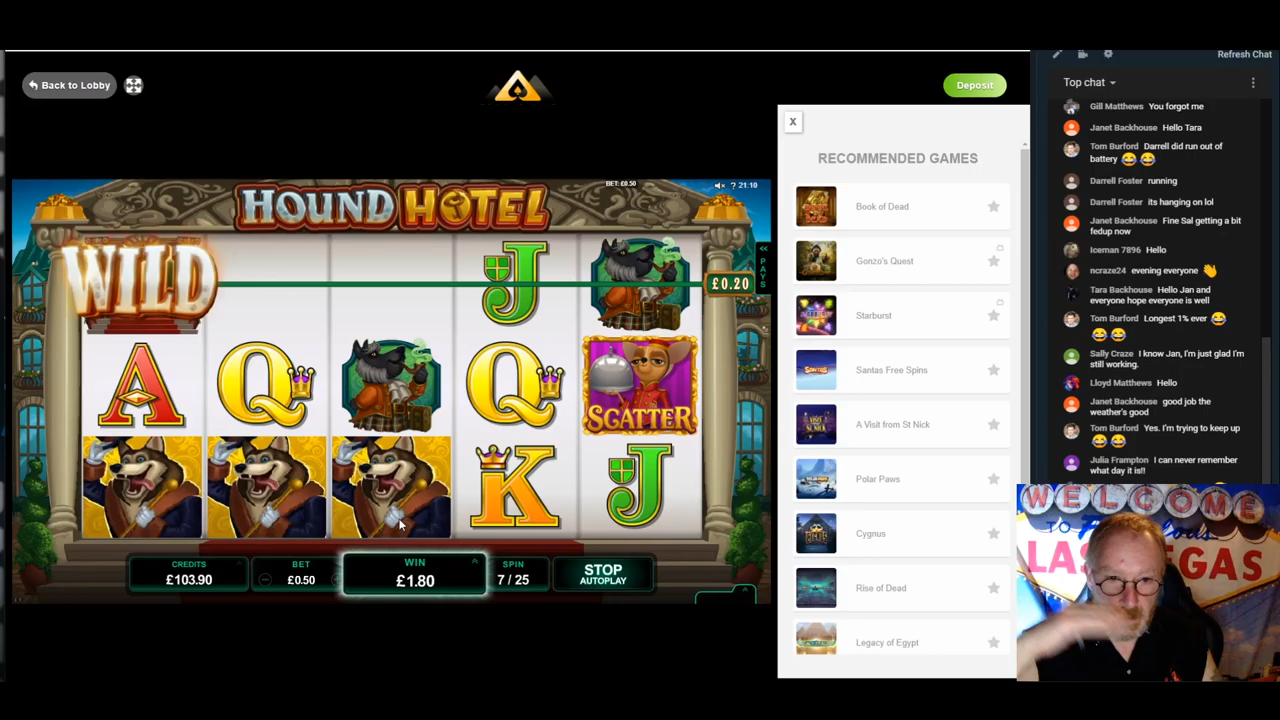 Refresh Chat
Back to Lobby
Deposit
Top chat
X
RECOMMENDED GAMES
Book of Dead
Gonzo's Quest
Starburst
Santas Free Spins
A Visit from St Nick
Polar Paws
Cygnus
Rise of Dead
Legacy of Egypt
BET: £0.50
? 21:10
HOUND HOTEL
PAYS
WILD
J
£0.20
A
Q
Q
SCATTER
K
J
CREDITS
£103.90
BET
£0.50
WIN
£1.80
SPIN
7 / 25
STOP
AUTOPLAY
Gill Matthews You forgot me
Janet Backhouse Hello Tara
Tom Burford Darrell did run out of
battery 😂 😂
Darrell Foster running
Darrell Foster its hanging on lol
Janet Backhouse Fine Sal getting a bit
fedup now
Iceman 7896 Hello
ncraze24 evening everyone 👋
Tara Backhouse Hello Jan and
everyone hope everyone is well
Tom Burford Longest 1% ever 😂
😂 😂
Sally Craze I know Jan, I'm just glad I'm
still working.
Lloyd Matthews Hello
Janet Backhouse good job the
weather's good
Tom Burford Yes. I'm trying to keep up
😂 😂
Julia Frampton I can never remember
what day it is!!
WELCOME
LAS VEGAS